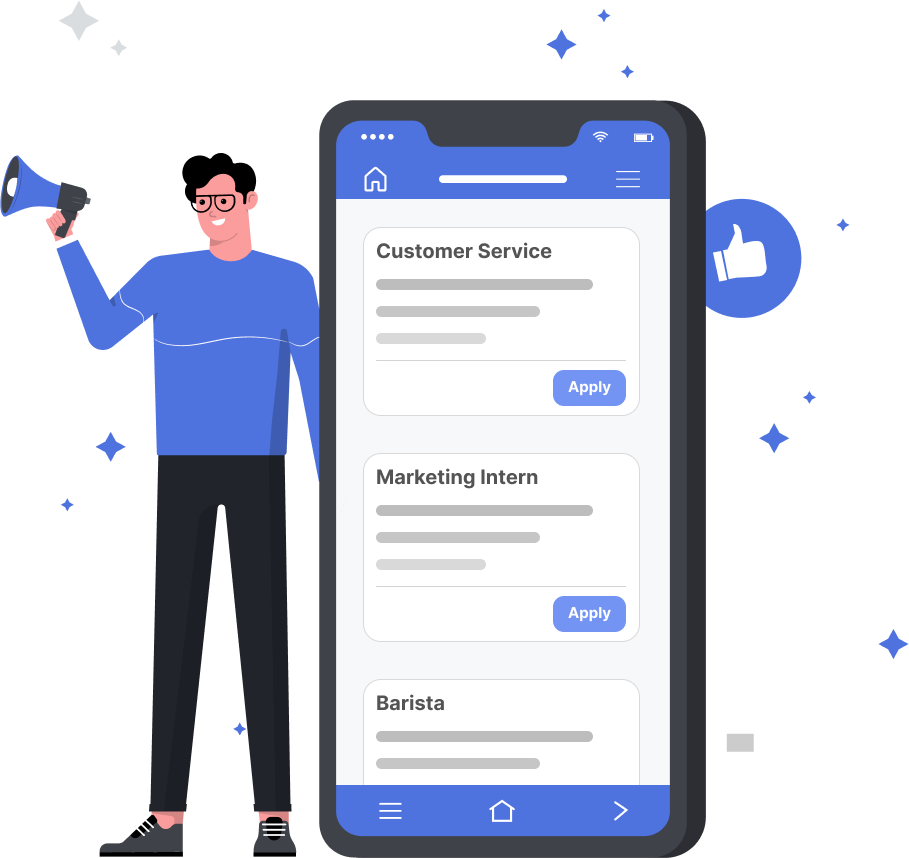 Customer Service
Apply
Marketing Intern
Apply
Barista